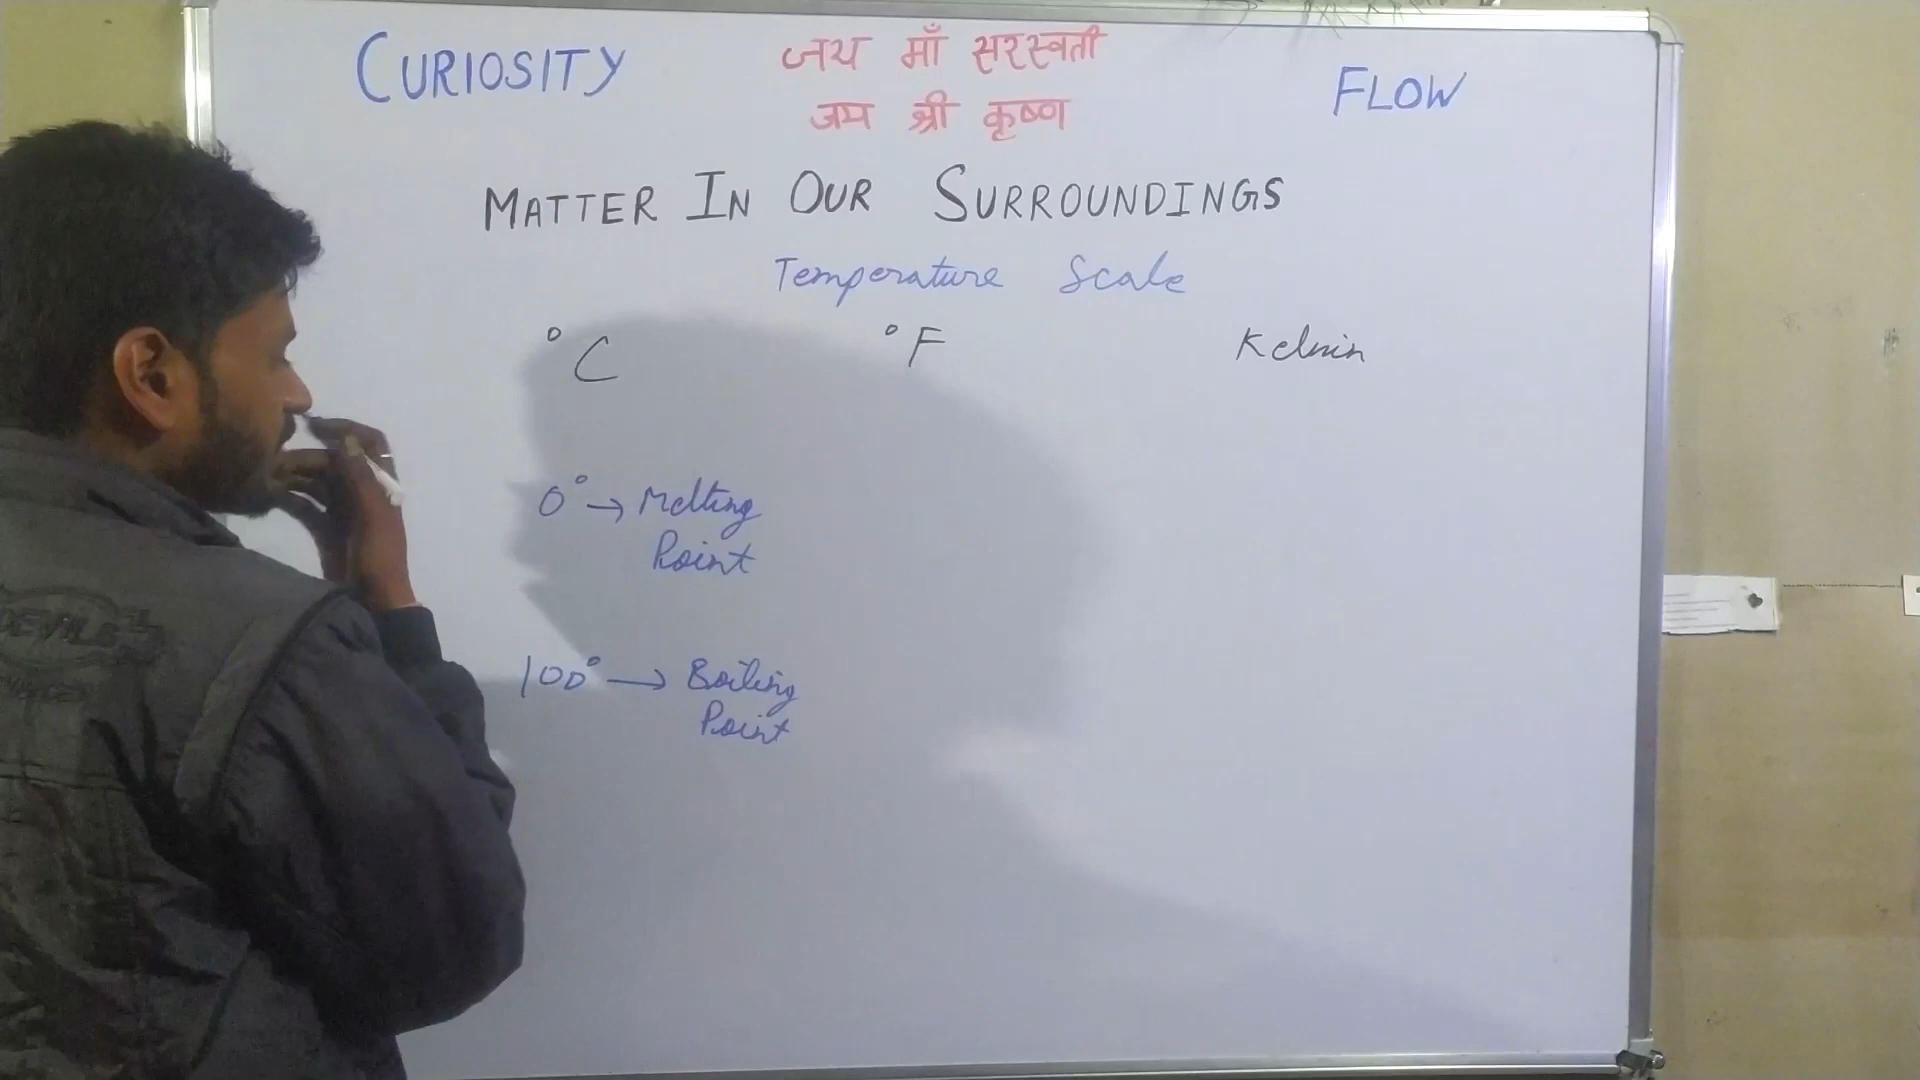 CURIOSITY
जय माँ सरस्वती
जय श्री कृष्ण
FLOW
MATTER IN OUR SURROUNDINGS
Temperature Scale
°C °F Kelvin
0° → Melting
Point
100° → Boiling
Point